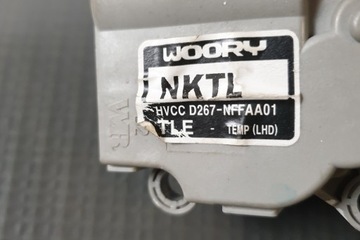 WOORY
NKTL
HVCC D267-NFFAA01
TLE TEMP (LHD)